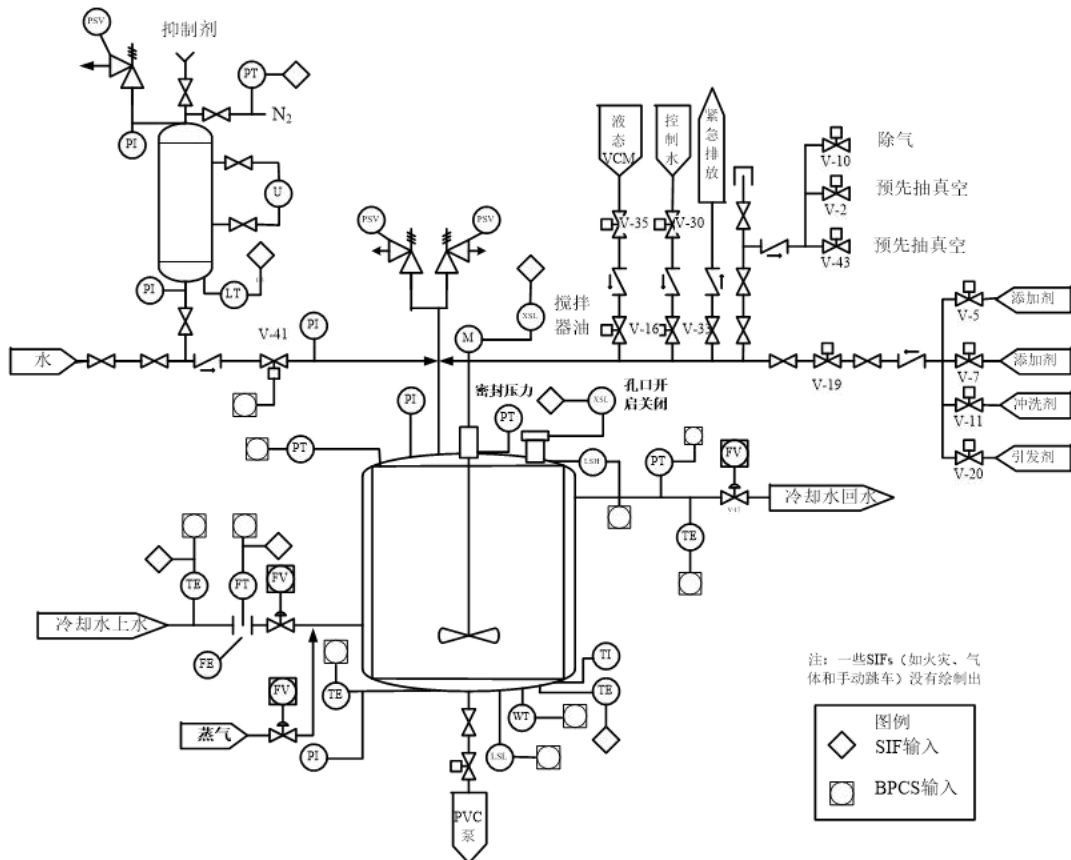 PSV
抑制剂
PT
N₂
PI
U
PI
LT
水
V-41
PI
PSV
PSV
M
XSL
搅拌
器油
液态
VCM
控制
水
紧急排放
V-35
V-30
V-16
V-33
V-10
除气
V-2
预先抽真空
V-43
预先抽真空
V-19
V-5
添加剂
V-7
添加剂
V-11
冲洗剂
V-20
引发剂
PI
密封压力
PT
孔口开
启关闭
XSL
PT
LSH
PT
FV
冷却水回水
TE
冷却水上水
TE
FT
FV
FE
FV
蒸气
TE
PI
TI
TE
WT
LSL
PVC
泵
注：一些SIFs（如火灾、气
体和手动跳车）没有绘制出
图例
SIF输入
BPCS输入